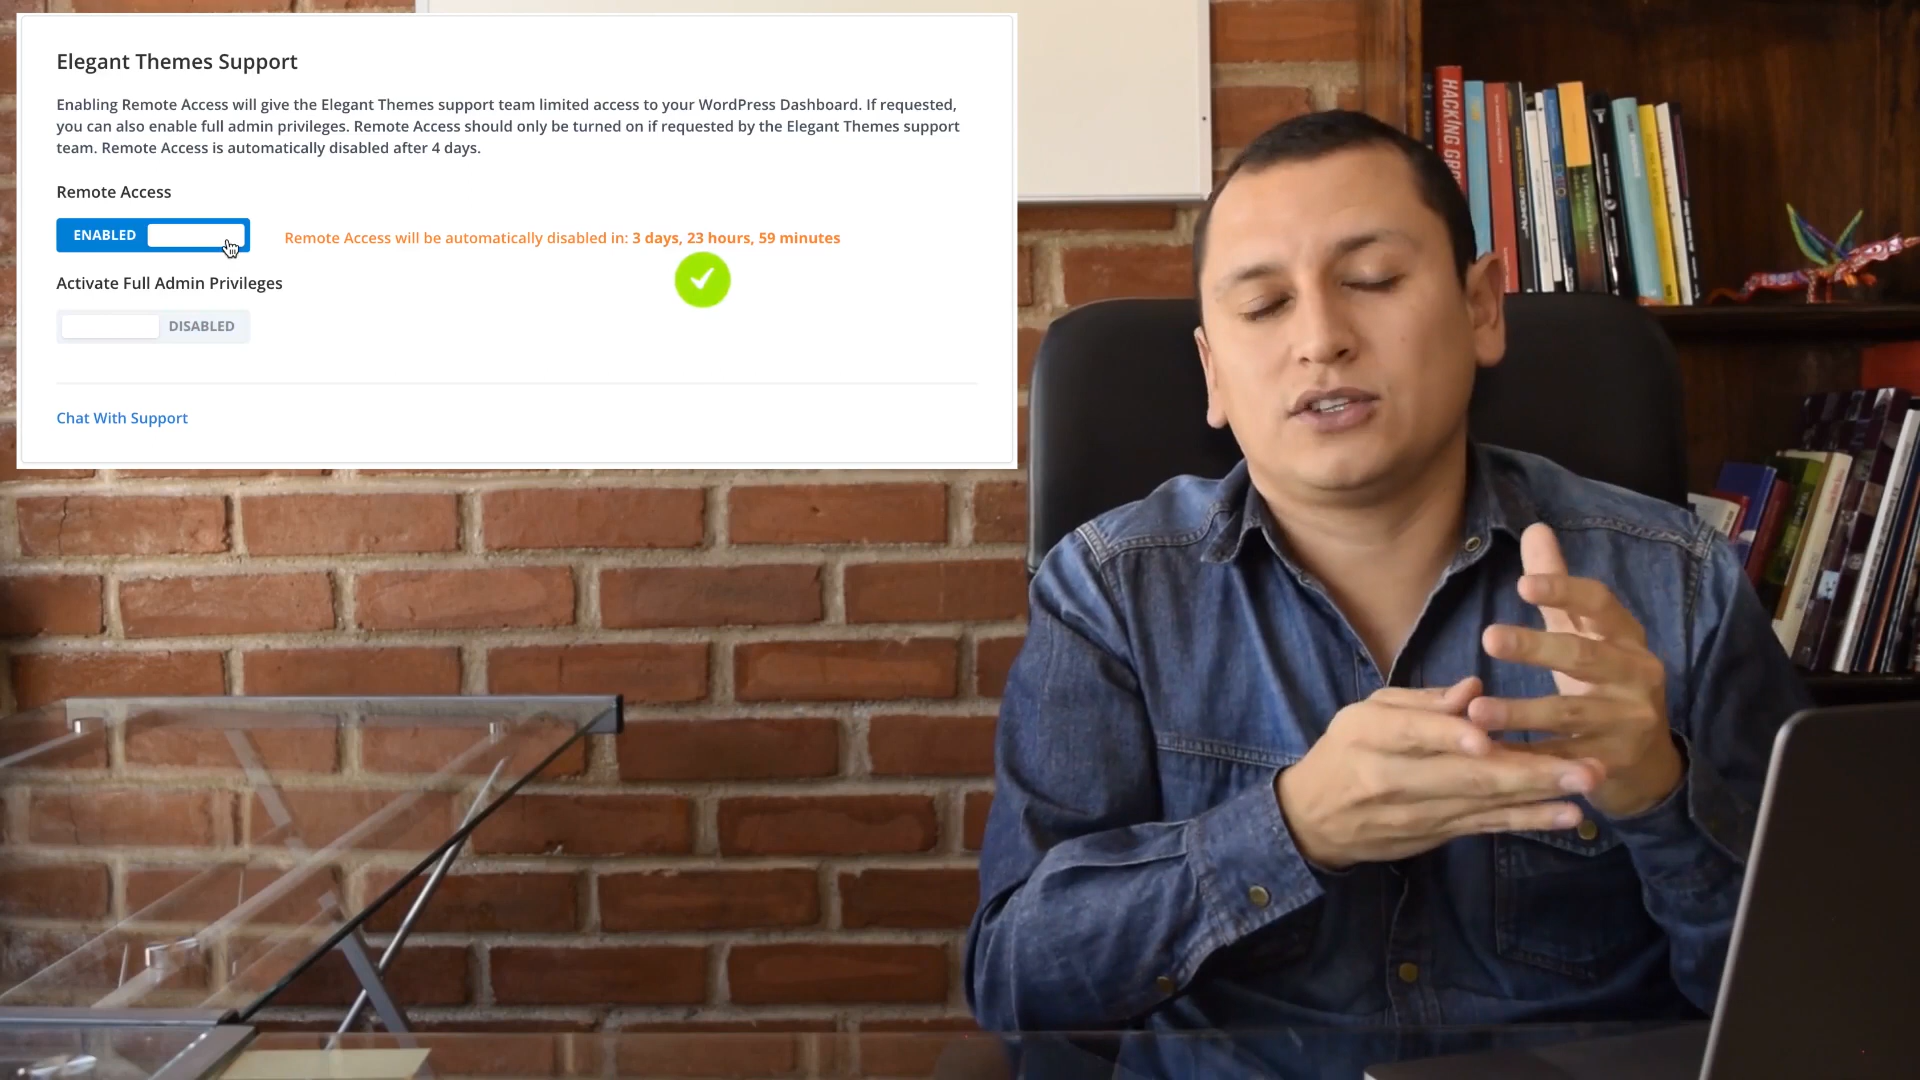 Elegant Themes Support
Enabling Remote Access will give the Elegant Themes support team limited access to your WordPress Dashboard. If requested,
you can also enable full admin privileges. Remote Access should only be turned on if requested by the Elegant Themes support
team. Remote Access is automatically disabled after 4 days.
Remote Access
ENABLED
Remote Access will be automatically disabled in: 3 days, 23 hours, 59 minutes
Activate Full Admin Privileges
DISABLED
Chat With Support
HACKING